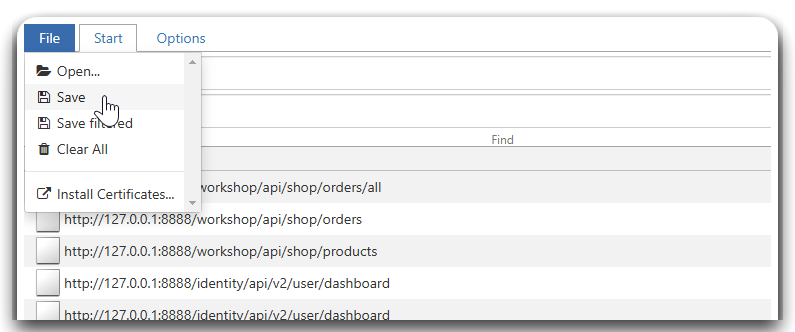 File Start Options
Open...
Save
Save filtered
Clear All
Find
Install Certificates...
workshop/api/shop/orders/all
http://127.0.0.1:8888/workshop/api/shop/orders
http://127.0.0.1:8888/workshop/api/shop/products
http://127.0.0.1:8888/identity/api/v2/user/dashboard
http://127.0.0.1:8888/identity/api/v2/user/dashboard